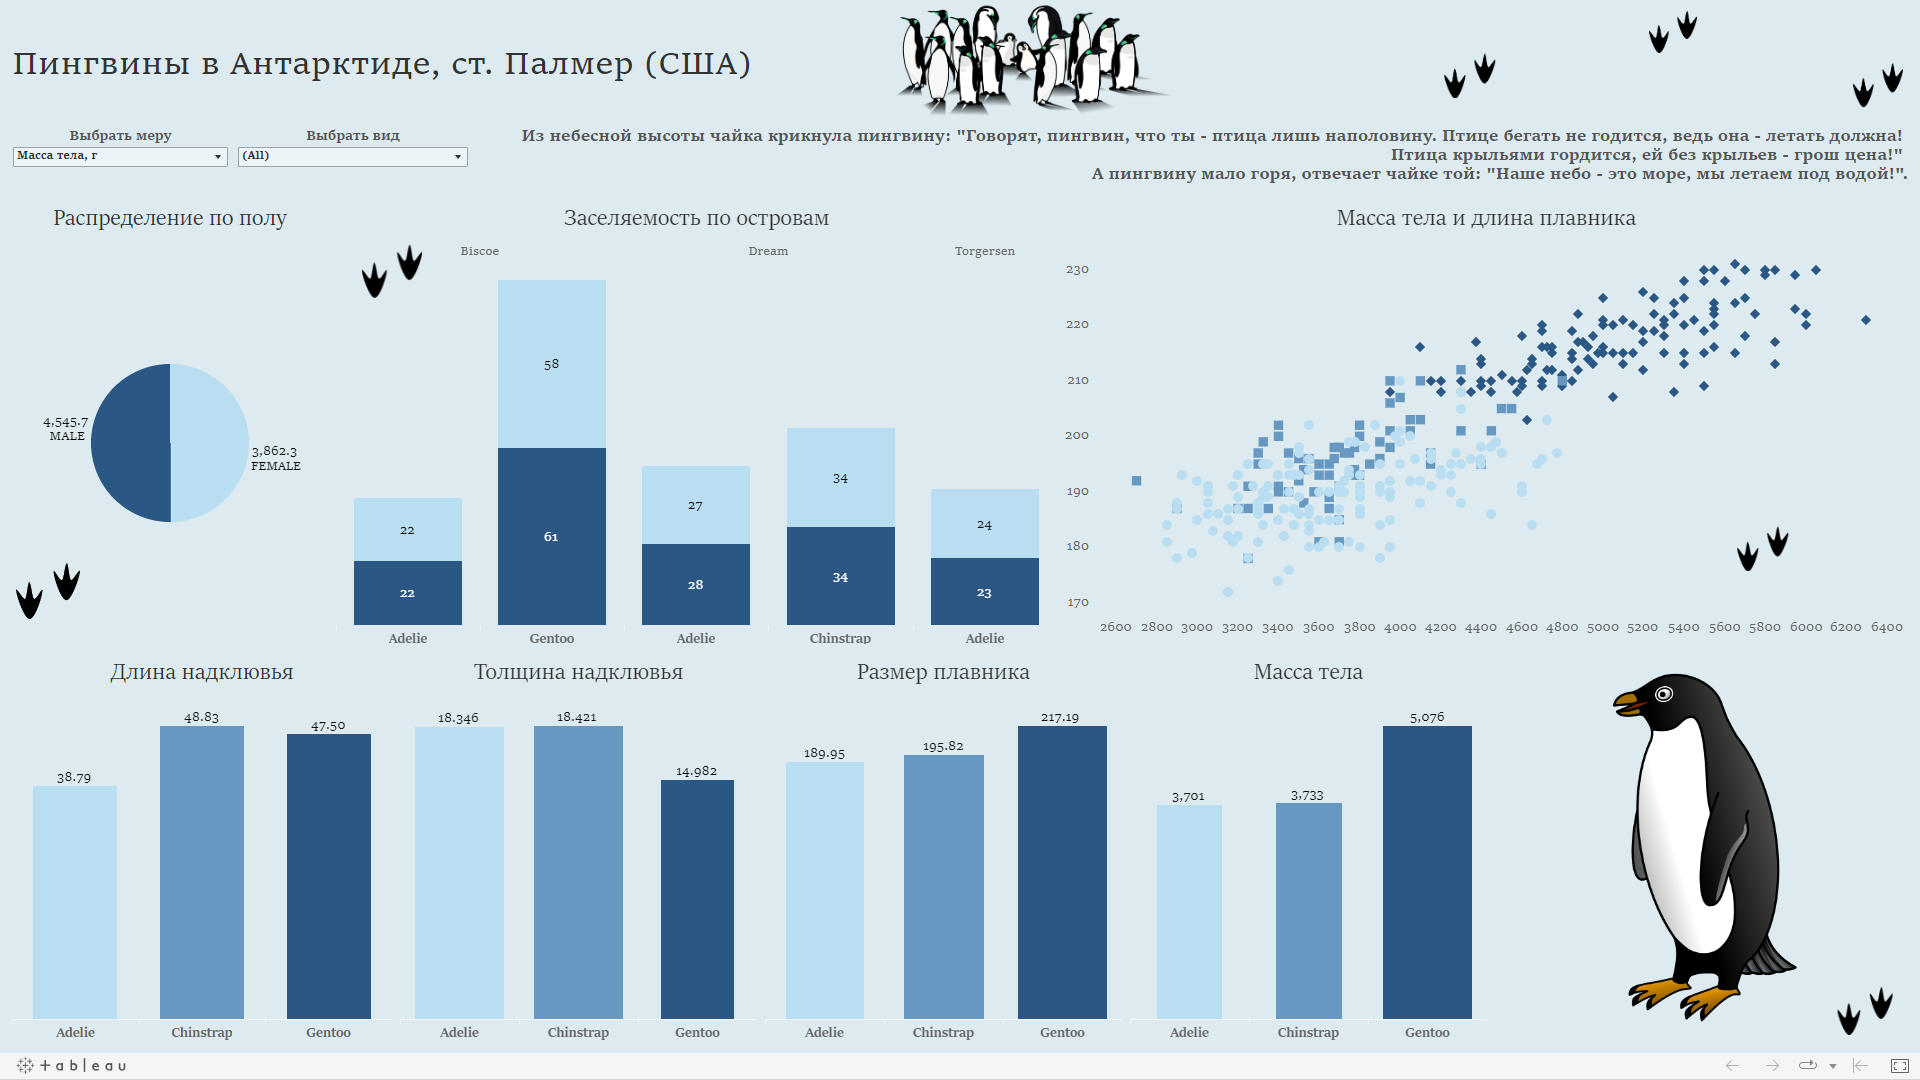 Пингвины в Антарктиде, ст. Палмер (США)
Выбрать меру
Масса тела, г
Выбрать вид
(All)
Из небесной высоты чайка крикнула пингвину: "Говорят, пингвин, что ты - птица лишь наполовину. Птице бегать не годится, ведь она - летать должна!
Птица крыльями гордится, ей без крыльев - грош цена!"
А пингвину мало горя, отвечает чайке той: "Наше небо - это море, мы летаем под водой!".
Распределение по полу
4,545.7
MALE
3,862.3
FEMALE
Заселяемость по островам
Biscoe Dream Torgersen
58
34
27
22
24
61
34
28
22
23
Adelie Gentoo Adelie Chinstrap Adelie
Масса тела и длина плавника
230
220
210
200
190
180
170
2600 2800 3000 3200 3400 3600 3800 4000 4200 4400 4600 4800 5000 5200 5400 5600 5800 6000 6200 6400
Длина надклювья
38.79 48.83 47.50
Adelie Chinstrap Gentoo
Толщина надклювья
18.346 18.421 14.982
Adelie Chinstrap Gentoo
Размер плавника
189.95 195.82 217.19
Adelie Chinstrap Gentoo
Масса тела
3,701 3,733 5,076
Adelie Chinstrap Gentoo
+ableau